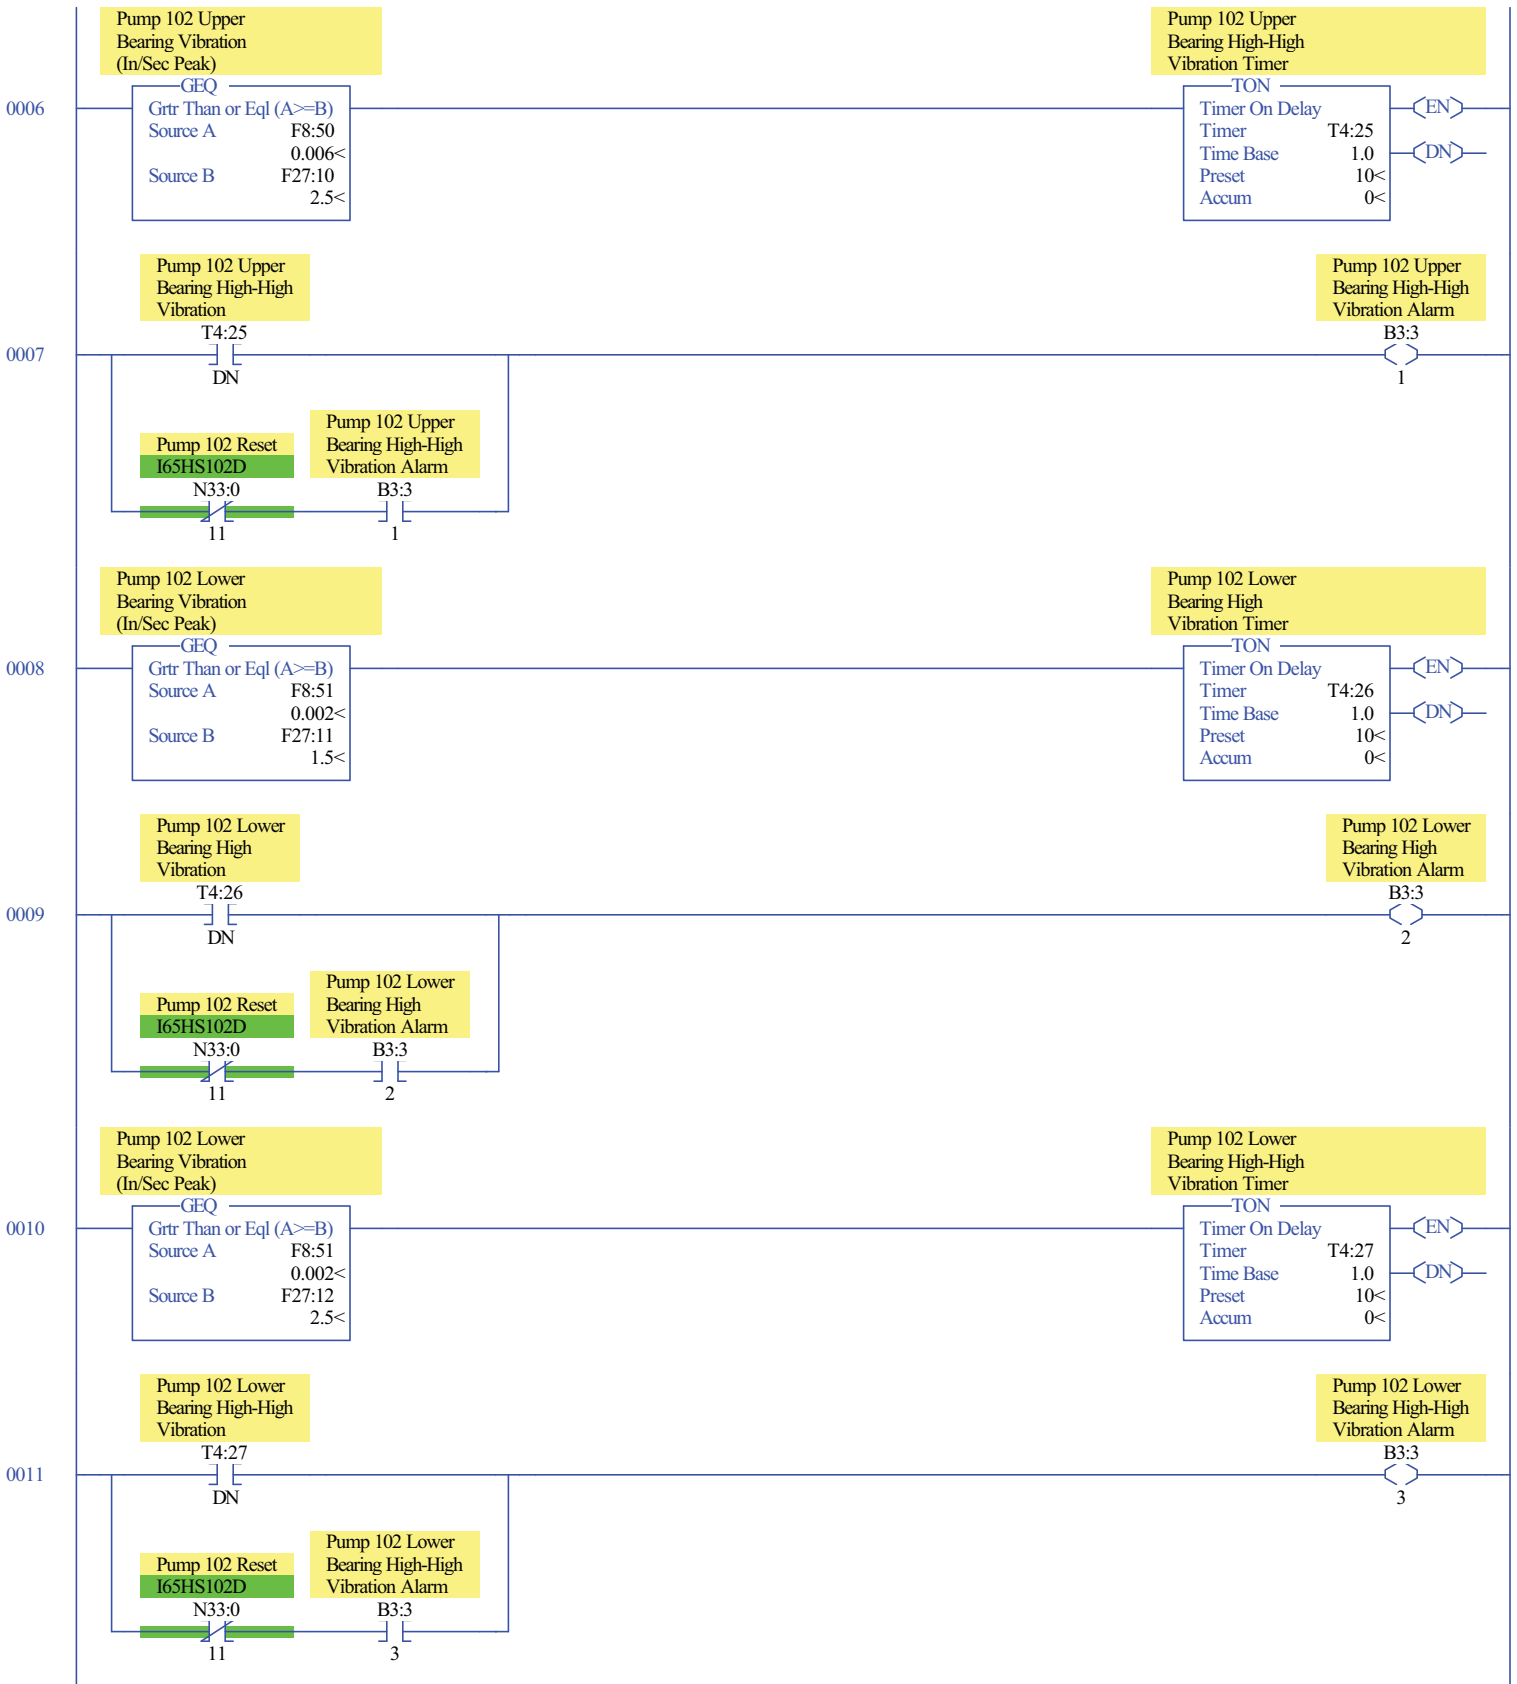 Pump 102 Upper
Bearing Vibration
(In/Sec Peak)
Pump 102 Upper
Bearing High-High
Vibration Timer
0006
GEQ
Grtr Than or Eql (A>=B)
Source A F8:50
0.006<
Source B F27:10
2.5<
TON
Timer On Delay
Timer T4:25
Time Base 1.0
Preset 10<
Accum 0<
EN
DN
Pump 102 Upper
Bearing High-High
Vibration
T4:25
DN
Pump 102 Upper
Bearing High-High
Vibration Alarm
B3:3
1
0007
Pump 102 Reset
I65HS102D
N33:0
11
Pump 102 Upper
Bearing High-High
Vibration Alarm
B3:3
1
Pump 102 Lower
Bearing Vibration
(In/Sec Peak)
Pump 102 Lower
Bearing High
Vibration Timer
0008
GEQ
Grtr Than or Eql (A>=B)
Source A F8:51
0.002<
Source B F27:11
1.5<
TON
Timer On Delay
Timer T4:26
Time Base 1.0
Preset 10<
Accum 0<
EN
DN
Pump 102 Lower
Bearing High
Vibration
T4:26
DN
Pump 102 Lower
Bearing High
Vibration Alarm
B3:3
2
0009
Pump 102 Reset
I65HS102D
N33:0
11
Pump 102 Lower
Bearing High
Vibration Alarm
B3:3
2
Pump 102 Lower
Bearing Vibration
(In/Sec Peak)
Pump 102 Lower
Bearing High-High
Vibration Timer
0010
GEQ
Grtr Than or Eql (A>=B)
Source A F8:51
0.002<
Source B F27:12
2.5<
TON
Timer On Delay
Timer T4:27
Time Base 1.0
Preset 10<
Accum 0<
EN
DN
Pump 102 Lower
Bearing High-High
Vibration
T4:27
DN
Pump 102 Lower
Bearing High-High
Vibration Alarm
B3:3
3
0011
Pump 102 Reset
I65HS102D
N33:0
11
Pump 102 Lower
Bearing High-High
Vibration Alarm
B3:3
3